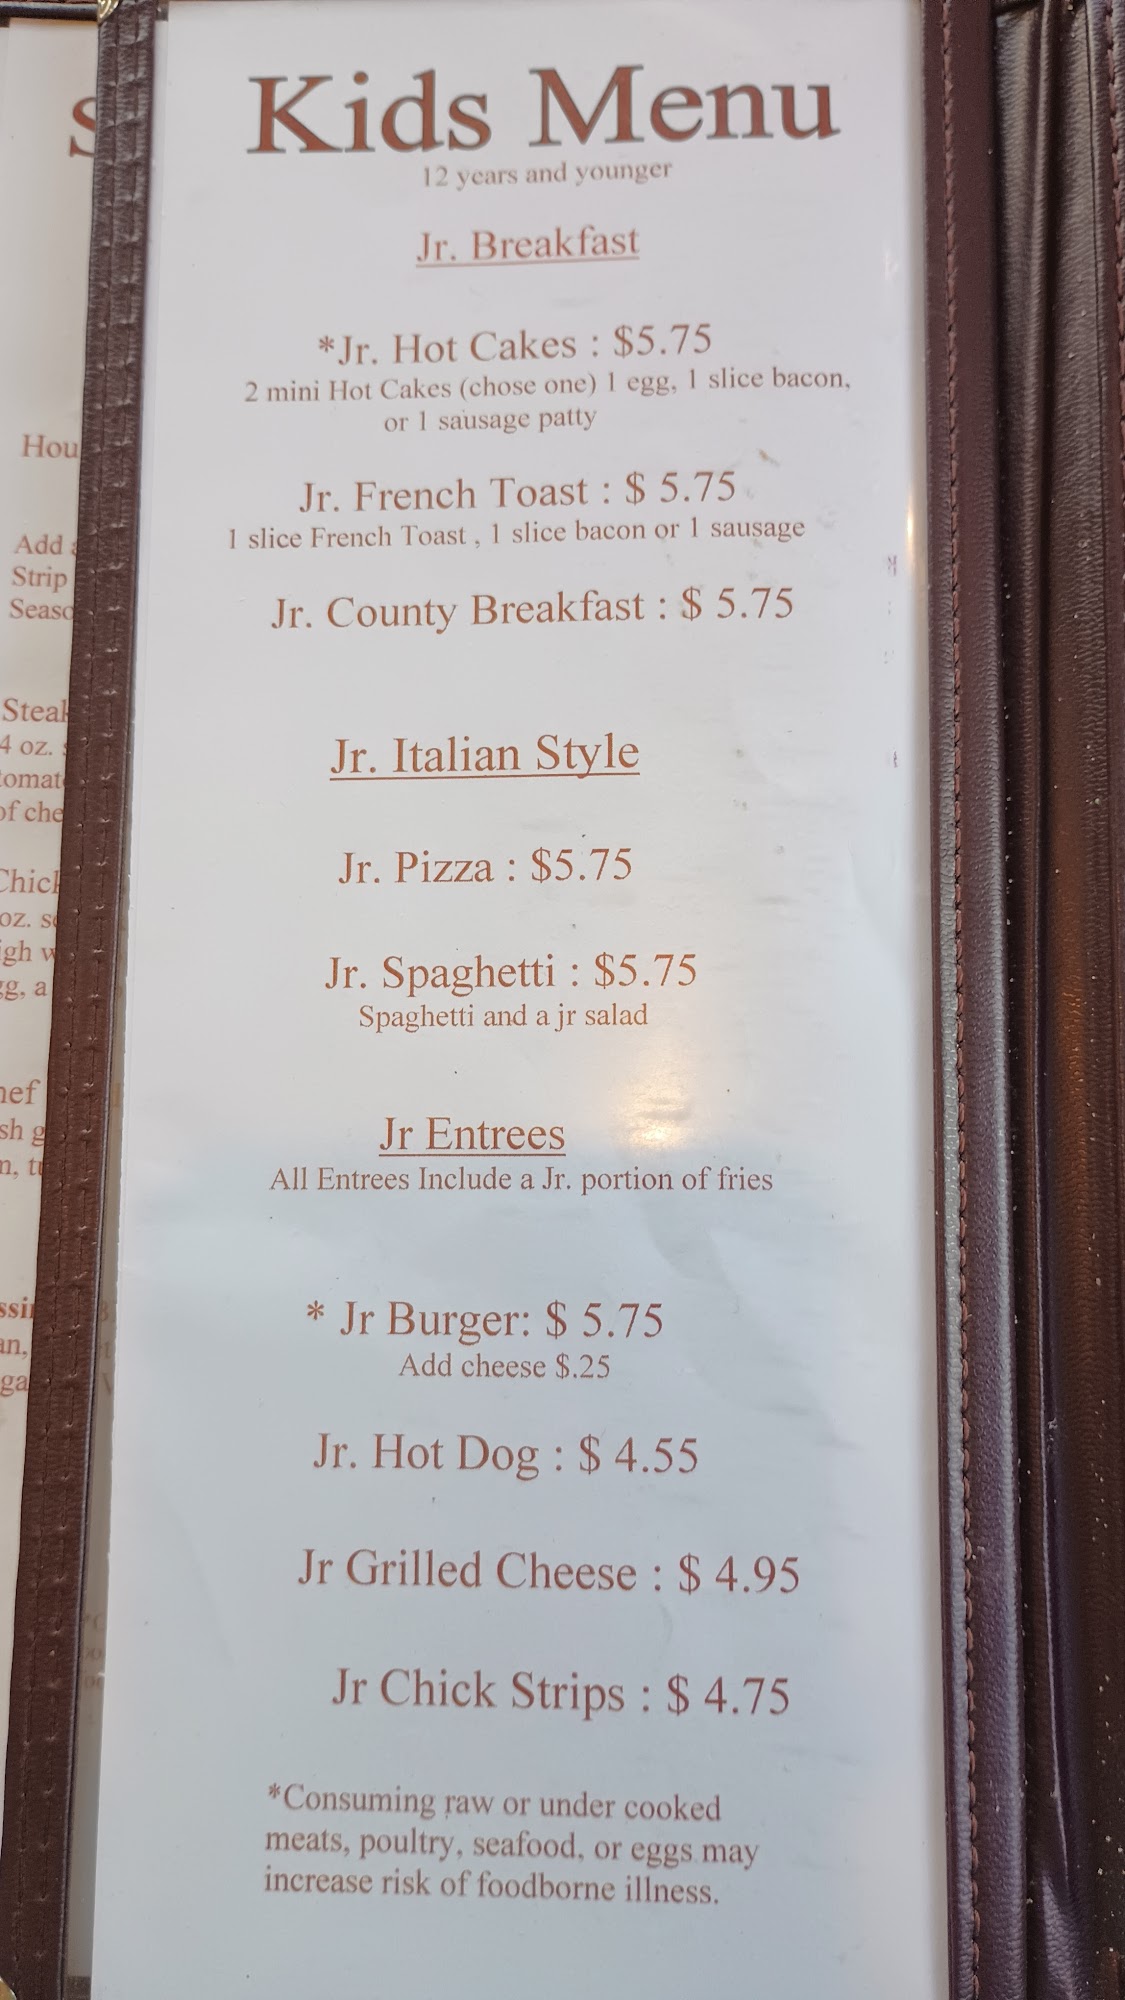 Kids Menu
12 years and younger
Jr. Breakfast
*Jr. Hot Cakes : $5.75
2 mini Hot Cakes (chose one) 1 egg, 1 slice bacon,
or 1 sausage patty
Jr. French Toast : $ 5.75
1 slice French Toast , 1 slice bacon or 1 sausage
Jr. County Breakfast : $ 5.75
Jr. Italian Style
Jr. Pizza : $5.75
Jr. Spaghetti : $5.75
Spaghetti and a jr salad
Jr Entrees
All Entrees Include a Jr. portion of fries
* Jr Burger: $ 5.75
Add cheese $.25
Jr. Hot Dog : $ 4.55
Jr Grilled Cheese : $ 4.95
Jr Chick Strips : $ 4.75
*Consuming raw or under cooked
meats, poultry, seafood, or eggs may
increase risk of foodborne illness.
Add
Strip
4 oz.